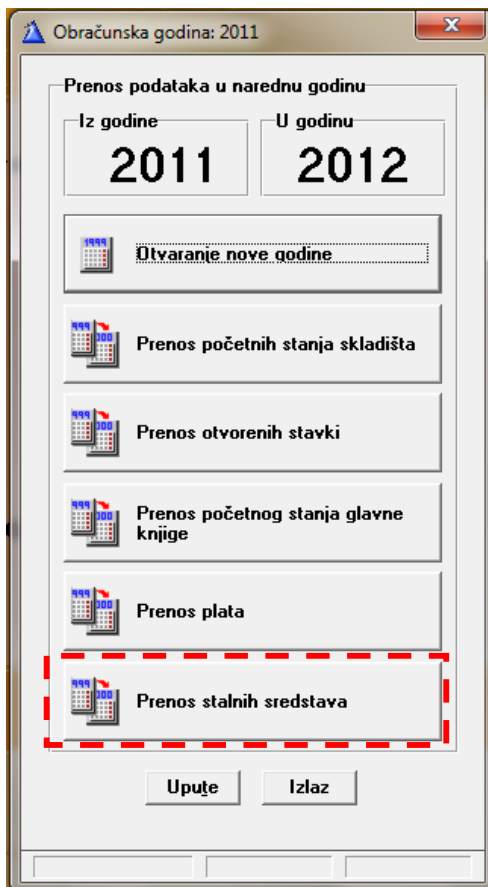 Obračunska godina: 2011
Prenos podataka u narednu godinu
Iz godine
U godinu
2011
2012
Otvaranje nove godine
Prenos početnih stanja skladišta
Prenos otvorenih stavki
Prenos početnog stanja glavne
knjige
Prenos plata
Prenos stalnih sredstava
Upute
Izlaz